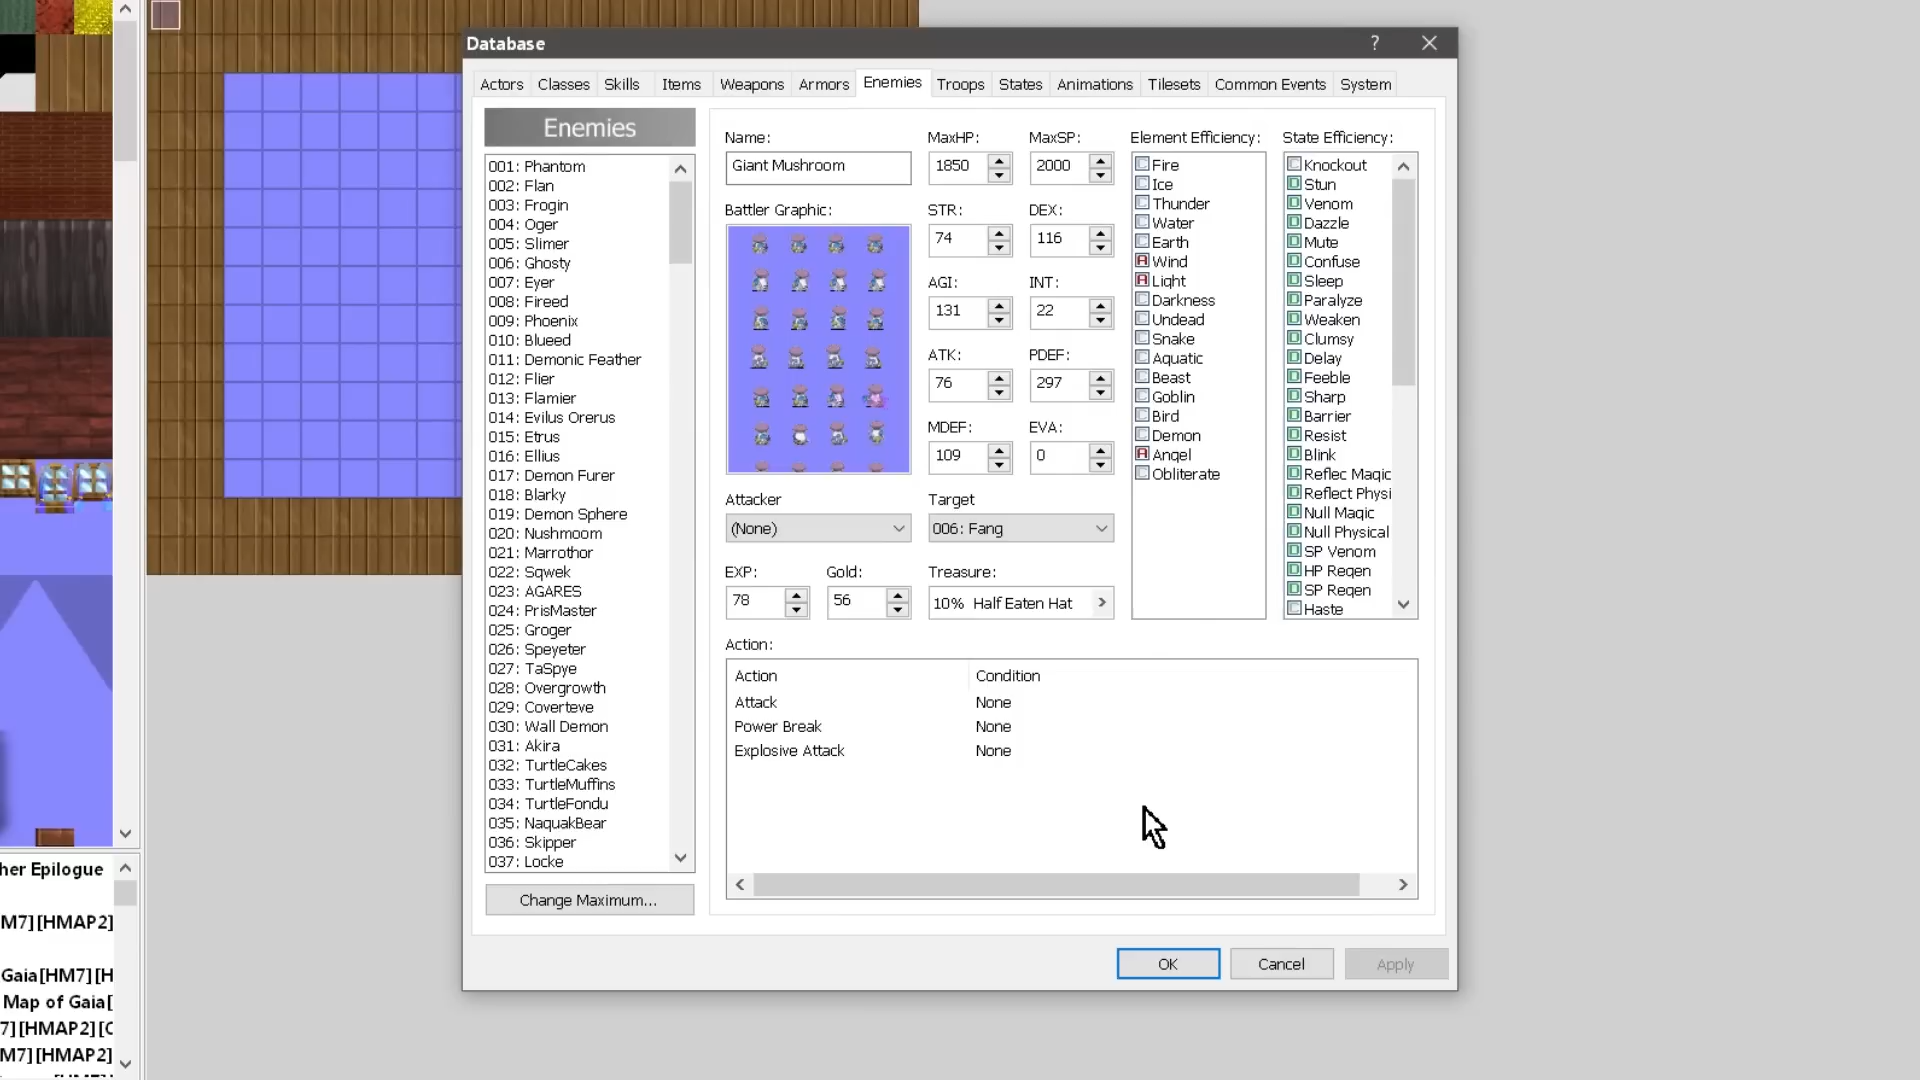 Database
?
Actors Classes Skills Items Weapons Armors Enemies Troops States Animations Tilesets Common Events System
Enemies
001: Phantom
002: Flan
003: Frogin
004: Oger
005: Slimer
006: Ghosty
007: Eyer
008: Fireed
009: Phoenix
010: Blueed
011: Demonic Feather
012: Flier
013: Flamier
014: Evilus Orerus
015: Etrus
016: Ellius
017: Demon Furer
018: Blarky
019: Demon Sphere
020: Nushmoom
021: Marrothor
022: Sqwek
023: AGARES
024: PrisMaster
025: Groger
026: Speyeter
027: TaSpye
028: Overgrowth
029: Coverteve
030: Wall Demon
031: Akira
032: TurtleCakes
033: TurtleMuffins
034: TurtleFondu
035: NaquakBear
036: Skipper
037: Locke
Change Maximum...
Name:
Giant Mushroom
Battler Graphic:
MaxHP: MaxSP:
1850 2000
STR: DEX:
74 116
AGI: INT:
131 22
ATK: PDEF:
76 297
MDEF: EVA:
109 0
Attacker Target
(None) 006: Fang
EXP: Gold: Treasure:
78 56 10% Half Eaten Hat
Element Efficiency:
C Fire
C Ice
C Thunder
C Water
C Earth
A Wind
A Light
C Darkness
C Undead
C Snake
C Aquatic
C Beast
C Goblin
C Bird
C Demon
A Angel
C Obliterate
State Efficiency:
C Knockout
D Stun
D Venom
D Dazzle
D Mute
D Confuse
D Sleep
D Paralyze
D Weaken
D Clumsy
D Delay
D Feeble
D Sharp
D Barrier
D Resist
D Blink
D Reflec Magic
D Reflect Physi
D Null Magic
D Null Physical
D SP Venom
D HP Regen
D SP Regen
C Haste
Action:
Action Condition
Attack None
Power Break None
Explosive Attack None
OK Cancel Apply
her Epilogue
M7][HMAP2]
Gaia[HM7][H
Map of Gaia[
7][HMAP2][C
M7][HMAP2]